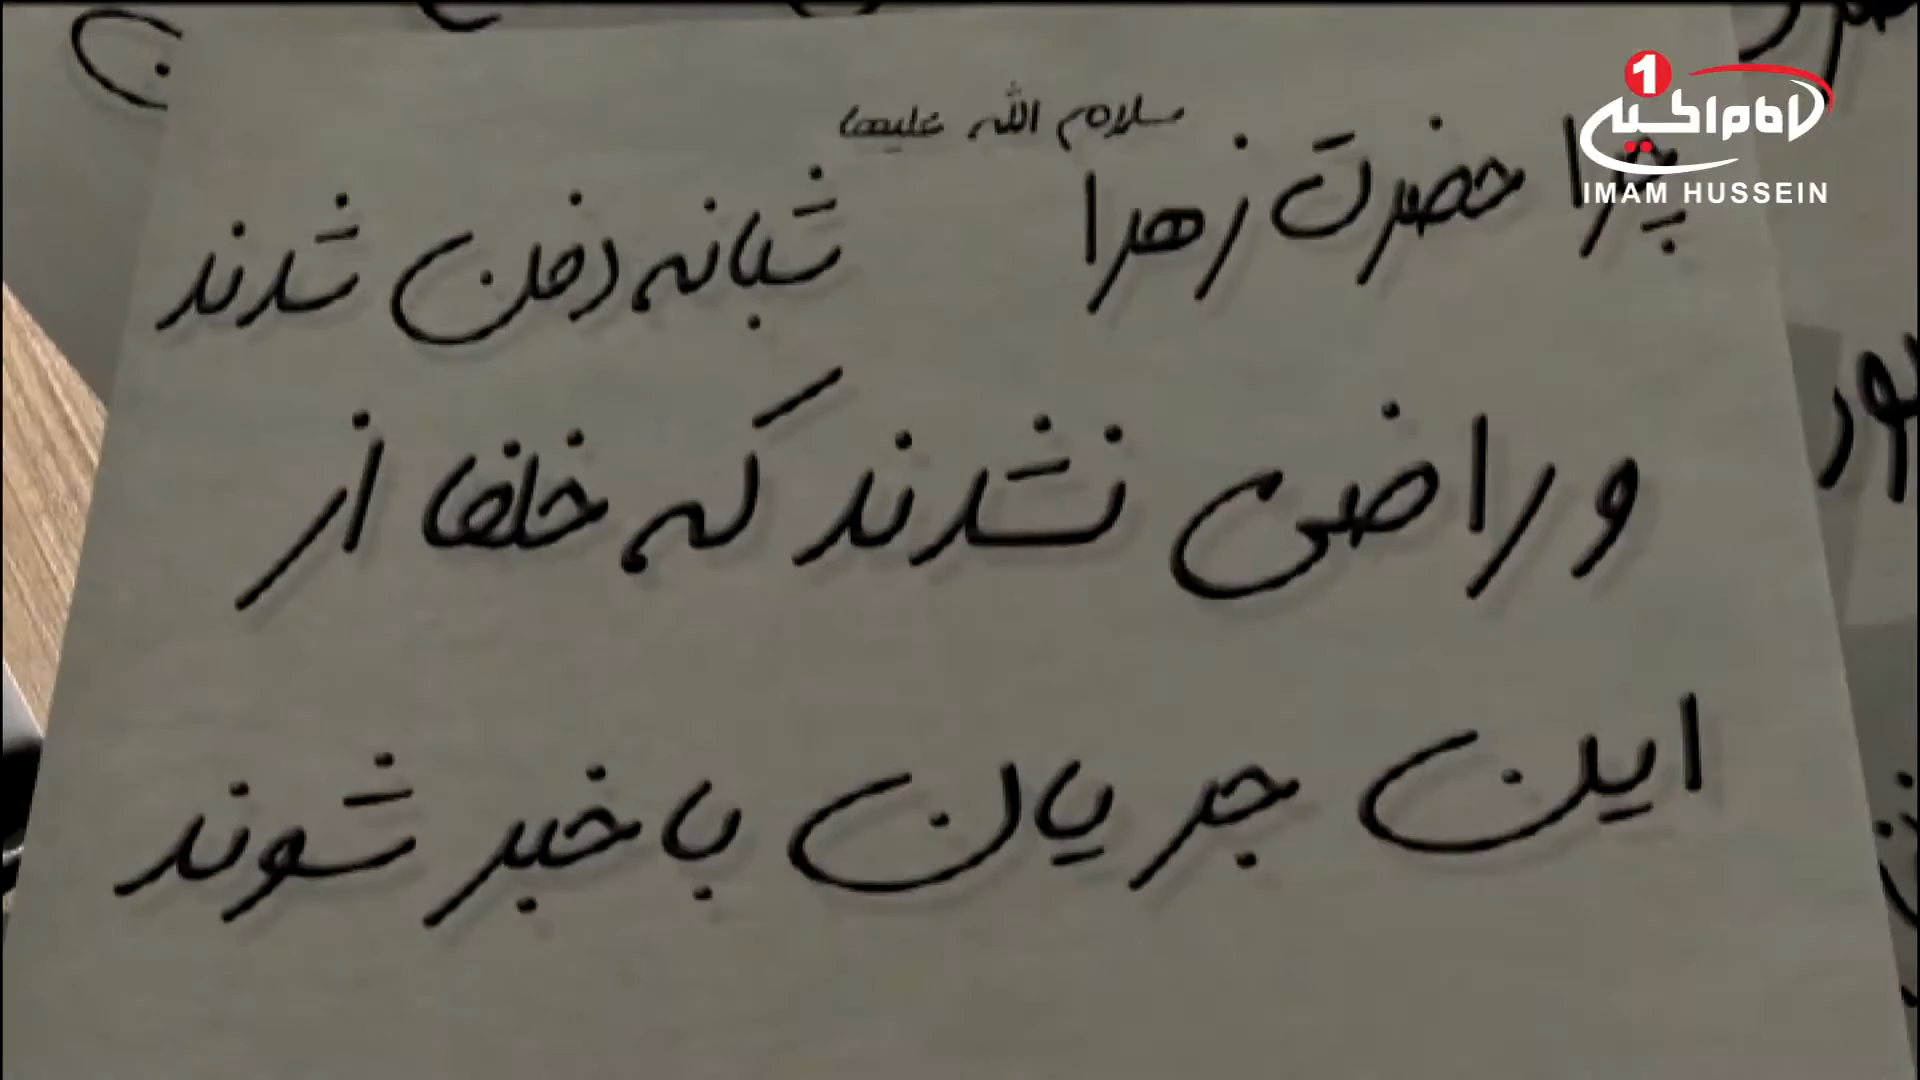 چرا حضرت زهرا سلام الله علیها شبانه دفن شدند
و راضی نشدند که خلفا از
این جریان با خبر شوند
1
IMAM HUSSEIN